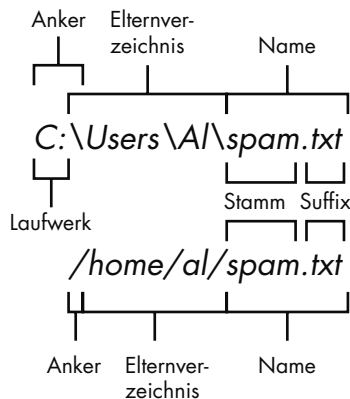 Anker Elternver-
zeichnis Name
C:\Users\Al\spam.txt
Laufwerk Stamm Suffix
/home/al/spam.txt
Anker Elternver-
zeichnis Name